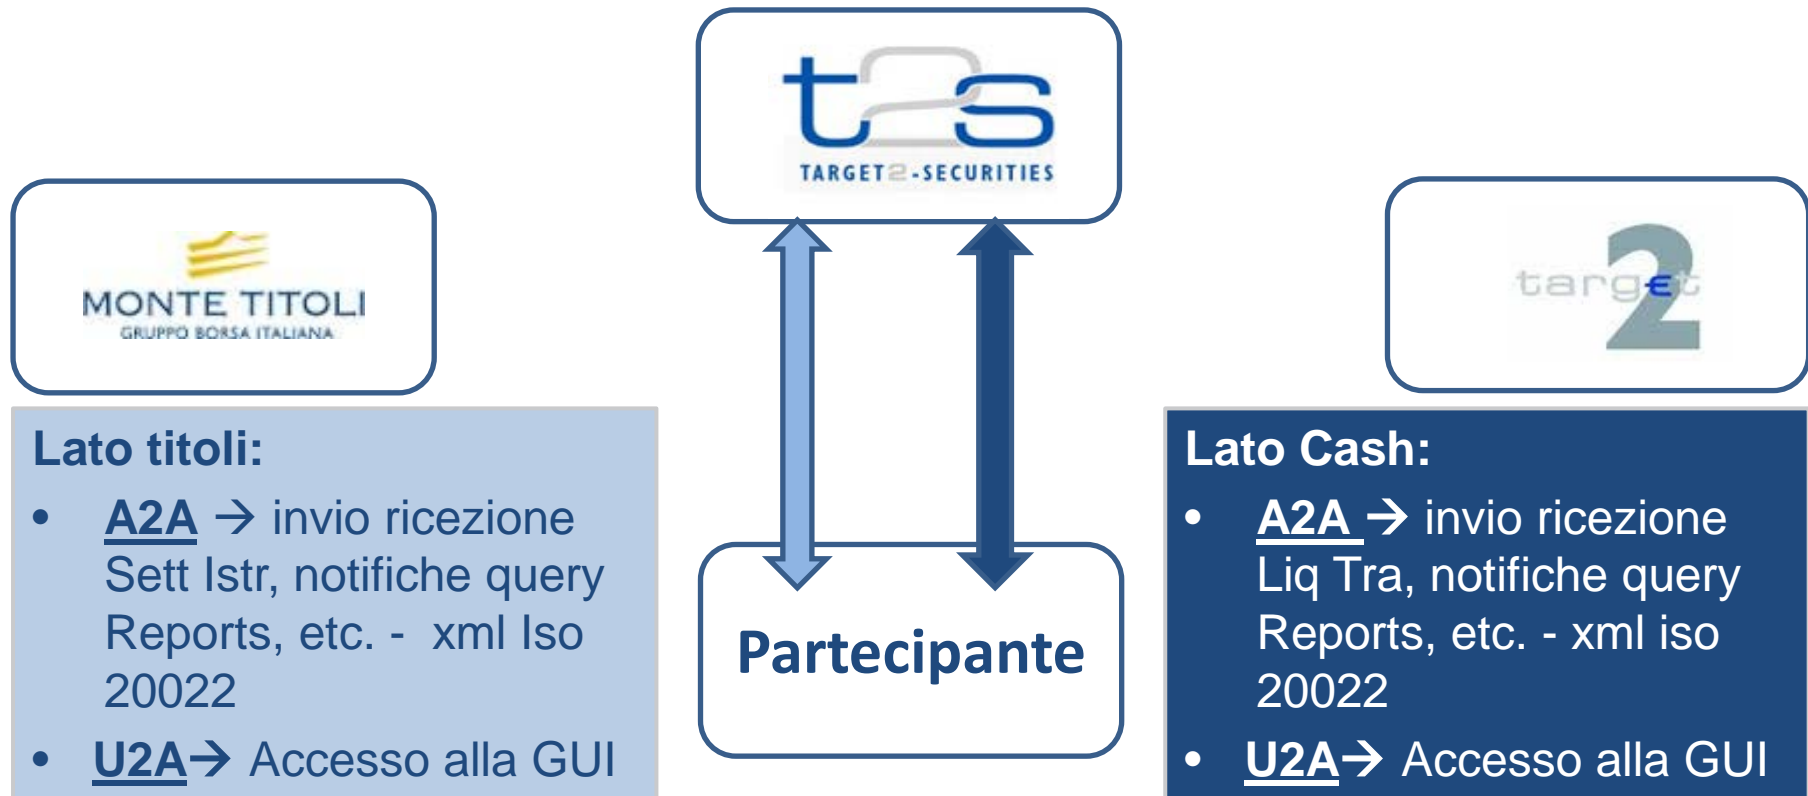 t2s
TARGET2-SECURITIES
MONTE TITOLI
GRUPPO BORSA ITALIANA
target
2
Lato titoli:
• A2A → invio ricezione
Sett Istr, notifiche query
Reports, etc. - xml Iso
20022
• U2A→ Accesso alla GUI
Partecipante
Lato Cash:
• A2A → invio ricezione
Liq Tra, notifiche query
Reports, etc. - xml iso
20022
• U2A→ Accesso alla GUI